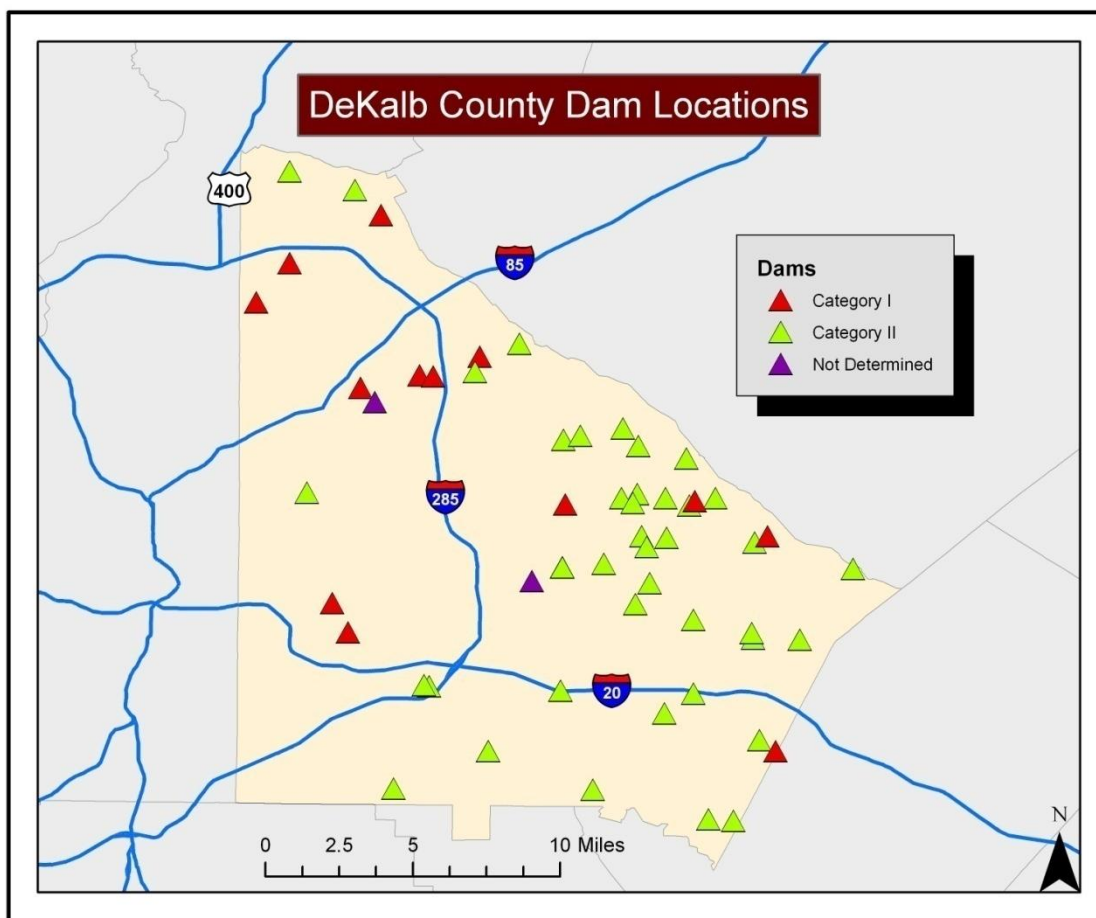 DeKalb County Dam Locations
400
85
Dams
Category I
Category II
Not Determined
285
20
N
0 2.5 5 10 Miles